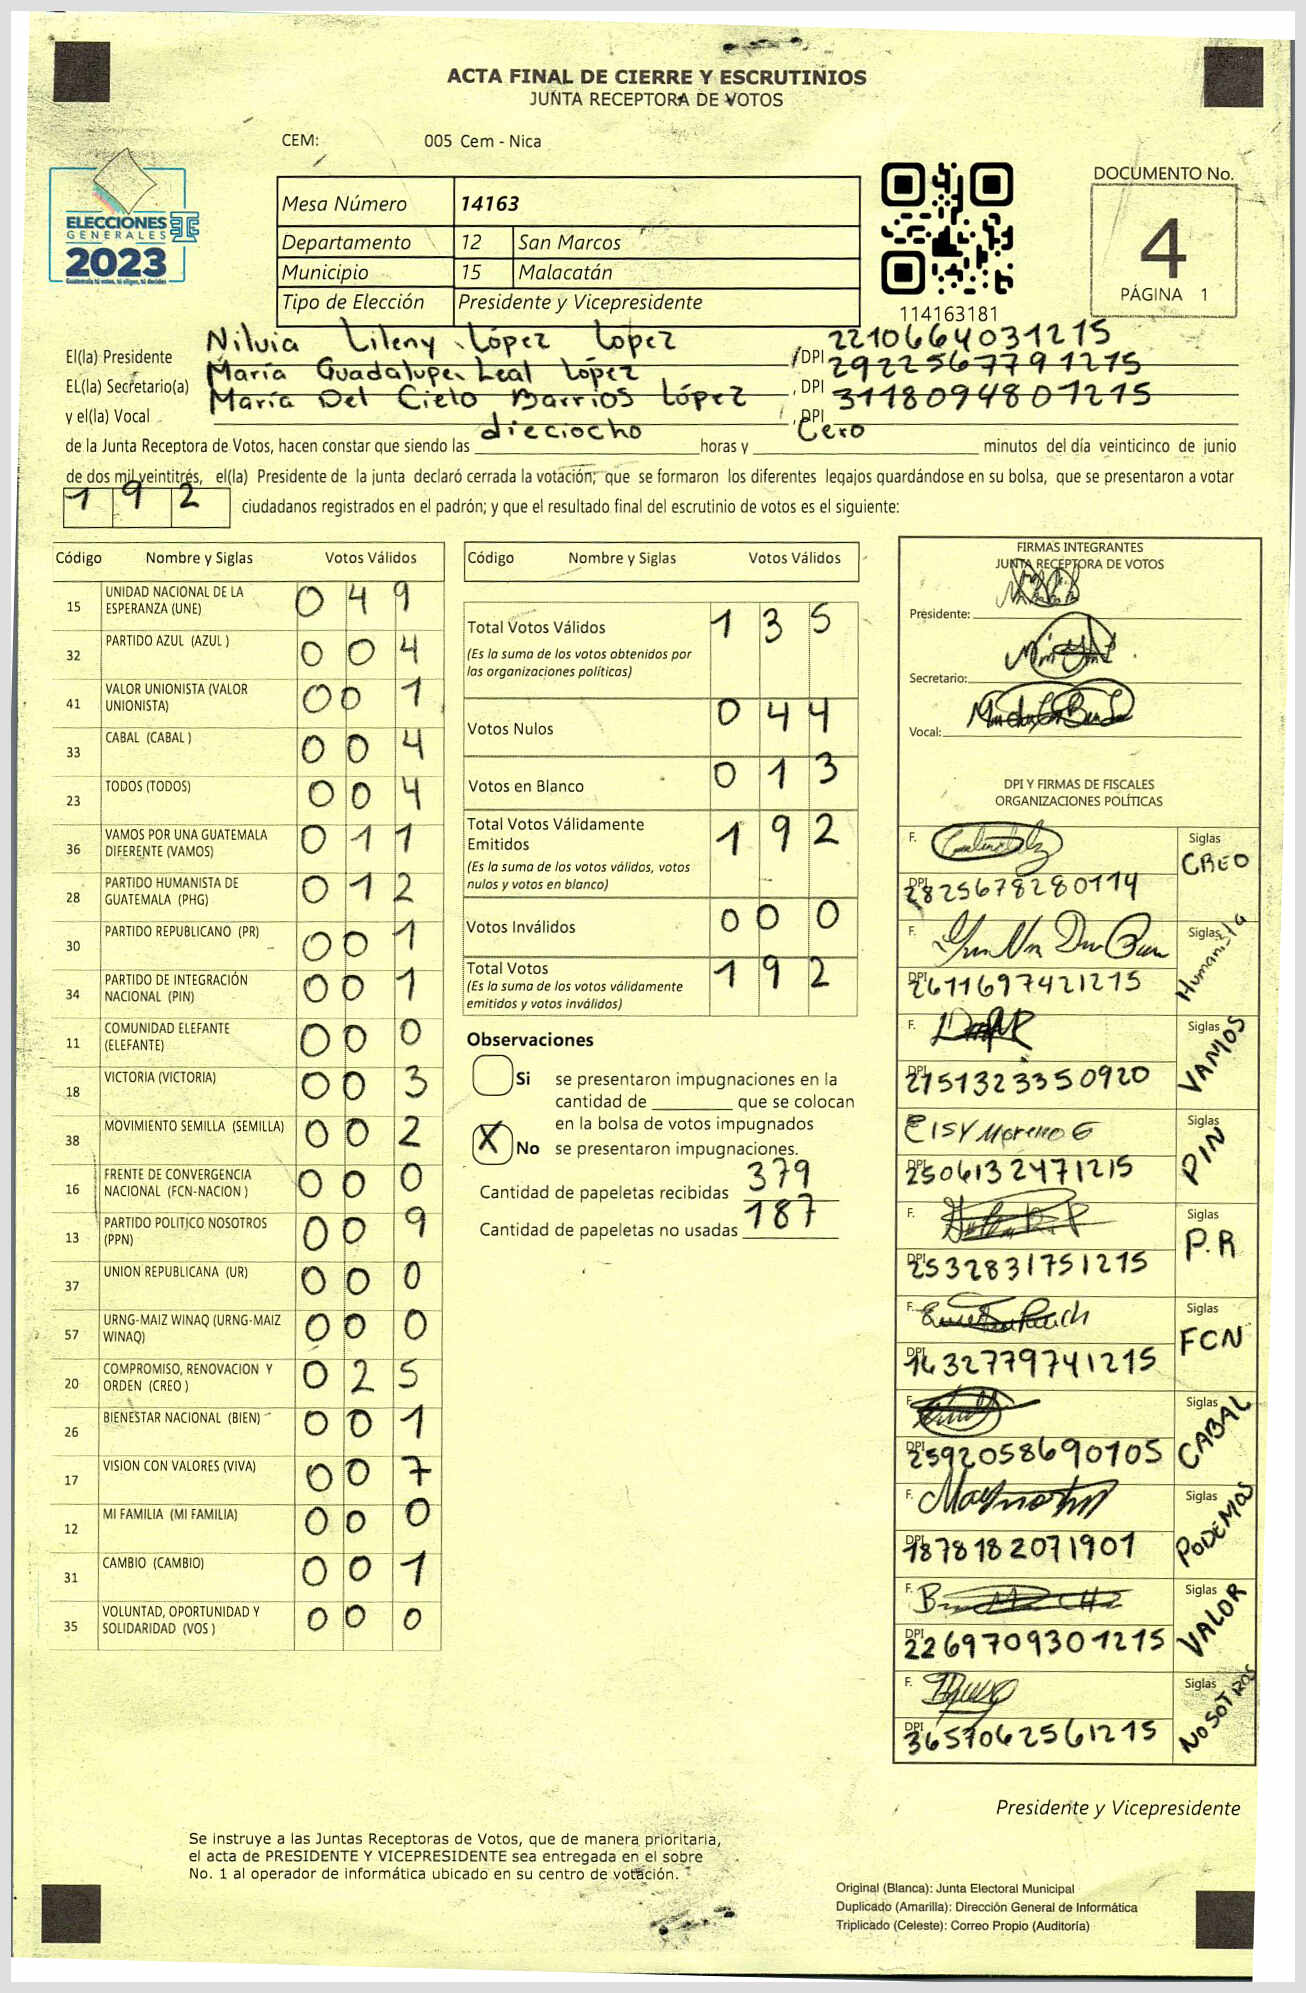 ACTA FINAL DE CIERRE Y ESCRUTINIOS
JUNTA RECEPTORA DE VOTOS
CEM: 005 Cem - Nica
ELECCIONES
GENERALES
2023
Guatemala tú votas, tú eliges, tú decides
Mesa Número 14163
Departamento 12 San Marcos
Municipio 15 Malacatán
Tipo de Elección Presidente y Vicepresidente
114163181
DOCUMENTO No.
4
PÁGINA 1
El(la) Presidente Nilvia Lileny López Lopez, DPI 2210664031215
EL(la) Secretario(a) María Guadalupe Leal López, DPI 2922567791215
y el(la) Vocal María Del Cielo Barrios López, DPI 3118094801215
de la Junta Receptora de Votos, hacen constar que siendo las dieciocho horas y Cero minutos del día veinticinco de junio
de dos mil veintitrés, el(la) Presidente de la junta declaró cerrada la votación; que se formaron los diferentes legajos guardándose en su bolsa, que se presentaron a votar
192 ciudadanos registrados en el padrón; y que el resultado final del escrutinio de votos es el siguiente:
Código Nombre y Siglas Votos Válidos
15 UNIDAD NACIONAL DE LA ESPERANZA (UNE) 0 4 9
32 PARTIDO AZUL (AZUL ) 0 0 4
41 VALOR UNIONISTA (VALOR UNIONISTA) 0 0 1
33 CABAL (CABAL ) 0 0 4
23 TODOS (TODOS) 0 0 4
36 VAMOS POR UNA GUATEMALA DIFERENTE (VAMOS) 0 1 1
28 PARTIDO HUMANISTA DE GUATEMALA (PHG) 0 1 2
30 PARTIDO REPUBLICANO (PR) 0 0 1
34 PARTIDO DE INTEGRACIÓN NACIONAL (PIN) 0 0 1
11 COMUNIDAD ELEFANTE (ELEFANTE) 0 0 0
18 VICTORIA (VICTORIA) 0 0 3
38 MOVIMIENTO SEMILLA (SEMILLA) 0 0 2
16 FRENTE DE CONVERGENCIA NACIONAL (FCN-NACION ) 0 0 0
13 PARTIDO POLITICO NOSOTROS (PPN) 0 0 9
37 UNION REPUBLICANA (UR) 0 0 0
57 URNG-MAIZ WINAQ (URNG-MAIZ WINAQ) 0 0 0
20 COMPROMISO, RENOVACION Y ORDEN (CREO ) 0 2 5
26 BIENESTAR NACIONAL (BIEN) 0 0 1
17 VISION CON VALORES (VIVA) 0 0 7
12 MI FAMILIA (MI FAMILIA) 0 0 0
31 CAMBIO (CAMBIO) 0 0 1
35 VOLUNTAD, OPORTUNIDAD Y SOLIDARIDAD (VOS ) 0 0 0
Código Nombre y Siglas Votos Válidos
Total Votos Válidos 1 3 5
(Es la suma de los votos obtenidos por
las organizaciones políticas)
Votos Nulos 0 4 4
Votos en Blanco 0 1 3
Total Votos Válidamente
Emitidos 1 9 2
(Es la suma de los votos válidos, votos
nulos y votos en blanco)
Votos Inválidos 0 0 0
Total Votos 1 9 2
(Es la suma de los votos válidamente
emitidos y votos inválidos)
Observaciones
Si se presentaron impugnaciones en la
cantidad de ________ que se colocan
en la bolsa de votos impugnados
X No se presentaron impugnaciones.
Cantidad de papeletas recibidas 379
Cantidad de papeletas no usadas 187
FIRMAS INTEGRANTES
JUNTA RECEPTORA DE VOTOS
Presidente:
Secretario:
Vocal:
DPI Y FIRMAS DE FISCALES
ORGANIZACIONES POLÍTICAS
F. Siglas CREO
DPI 2825678280114
F. Siglas Humanista
DPI 2671697421215
F. Siglas VAMOS
DPI 2151323350920
F. Eisy Moreno G Siglas PIN
DPI 2506132471215
F. Siglas P.R
DPI 2532831751215
F. Siglas FCN
DPI 1632779741215
F. Siglas CABAL
DPI 2592058690105
F. Siglas PODEMOS
DPI 1878182071901
F. Siglas VALOR
DPI 2269709301215
F. Siglas NOSOTROS
DPI 3657062561215
Presidente y Vicepresidente
Se instruye a las Juntas Receptoras de Votos, que de manera prioritaria,
el acta de PRESIDENTE Y VICEPRESIDENTE sea entregada en el sobre
No. 1 al operador de informática ubicado en su centro de votación.
Original (Blanca): Junta Electoral Municipal
Duplicado (Amarilla): Dirección General de Informática
Triplicado (Celeste): Correo Propio (Auditoría)